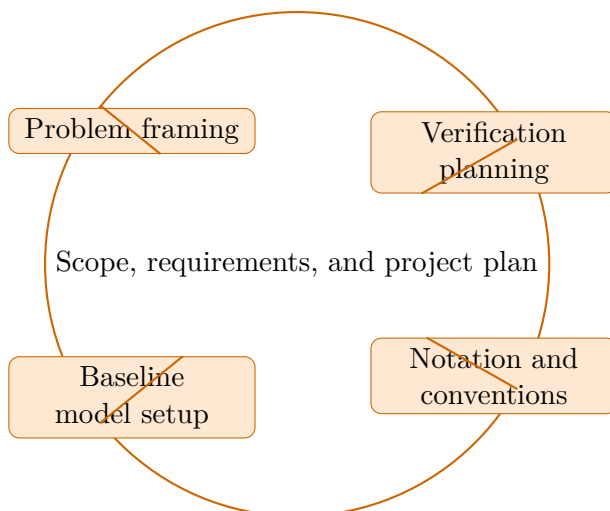 Problem framing
Verification
planning
Scope, requirements, and project plan
Baseline
model setup
Notation and
conventions